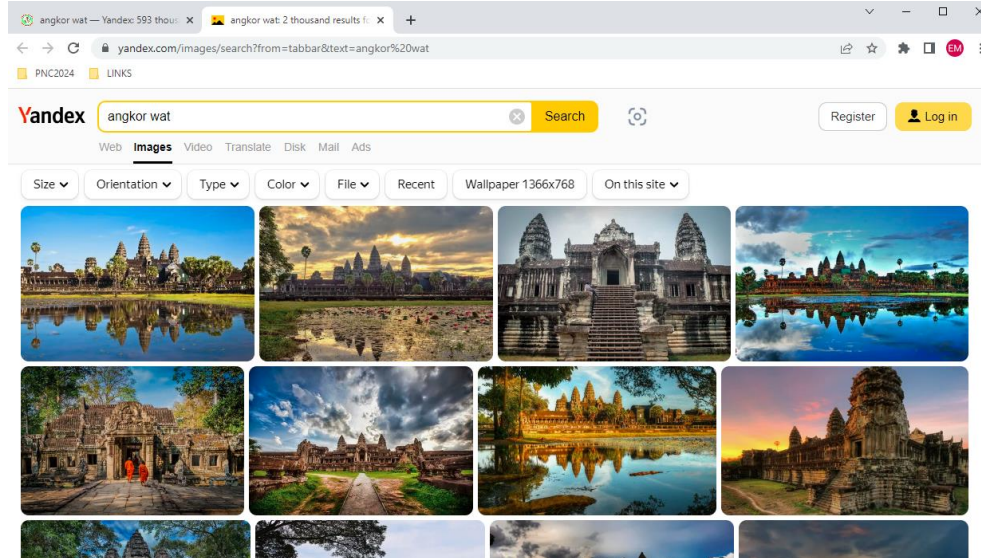 angkor wat — Yandex: 593 thous
angkor wat: 2 thousand results fo
yandex.com/images/search?from=tabbar&text=angkor%20wat
EM
PNC2024 LINKS
Yandex angkor wat Search Register Log in
Web Images Video Translate Disk Mail Ads
Size Orientation Type Color File Recent Wallpaper 1366x768 On this site